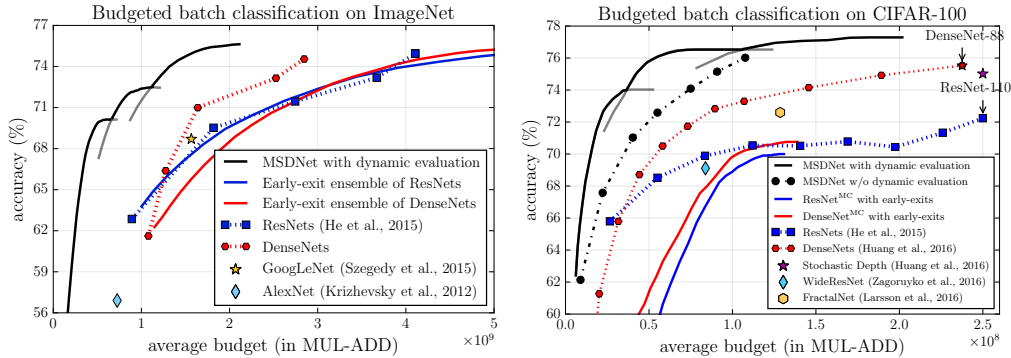 Budgeted batch classification on ImageNet
77
74
71
68
65
62
59
56
accuracy (%)
MSDNet with dynamic evaluation
Early-exit ensemble of ResNets
Early-exit ensemble of DenseNets
ResNets (He et al., 2015)
DenseNets
GoogLeNet (Szegedy et al., 2015)
AlexNet (Krizhevsky et al., 2012)
0 1 2 3 4 5
×10⁹
average budget (in MUL-ADD)
Budgeted batch classification on CIFAR-100
78
76
74
72
70
68
66
64
62
60
accuracy (%)
DenseNet-88
ResNet-110
MSDNet with dynamic evaluation
MSDNet w/o dynamic evaluation
ResNetᴹᶜ with early-exits
DenseNetᴹᶜ with early-exits
ResNets (He et al., 2015)
DenseNets (Huang et al., 2016)
Stochastic Depth (Huang et al., 2016)
WideResNet (Zagoruyko et al., 2016)
FractalNet (Larsson et al., 2016)
0.0 0.5 1.0 1.5 2.0 2.5
×10⁸
average budget (in MUL-ADD)